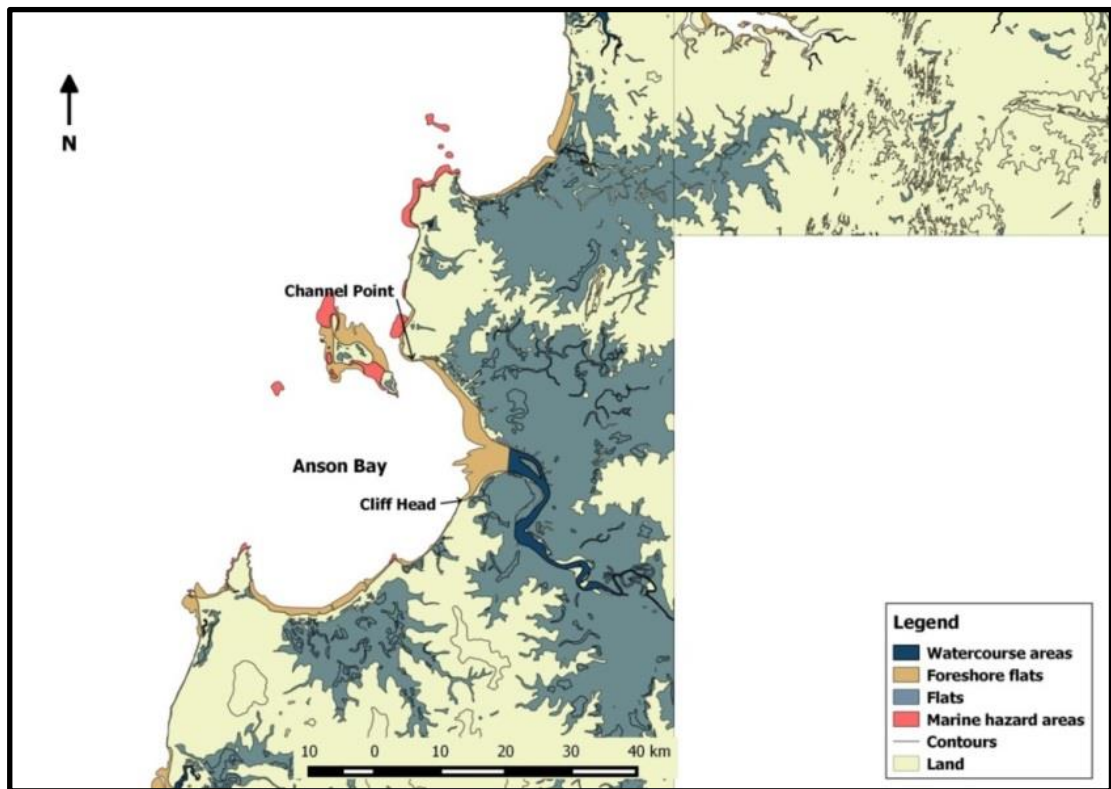 N
Channel Point
Anson Bay
Cliff Head
10 0 10 20 30 40 km
Legend
Watercourse areas
Foreshore flats
Flats
Marine hazard areas
Contours
Land